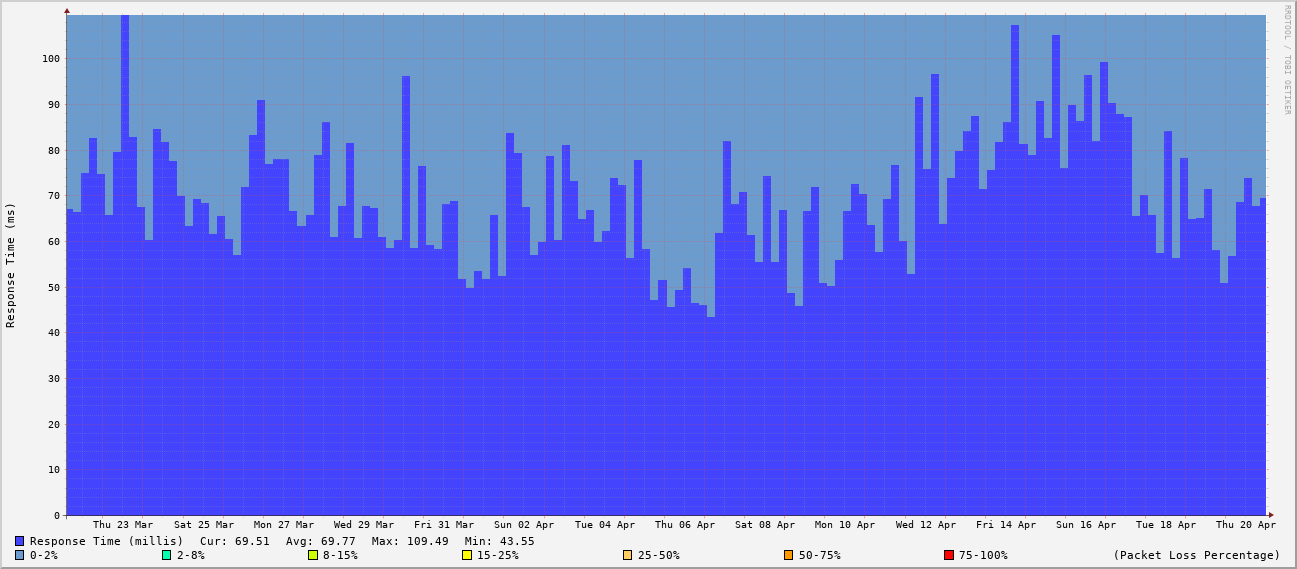 RRDTOOL / TOBI OETIKER
Response Time (ms)
100
90
80
70
60
50
40
30
20
10
0
Thu 23 Mar Sat 25 Mar Mon 27 Mar Wed 29 Mar Fri 31 Mar Sun 02 Apr Tue 04 Apr Thu 06 Apr Sat 08 Apr Mon 10 Apr Wed 12 Apr Fri 14 Apr Sun 16 Apr Tue 18 Apr Thu 20 Apr
Response Time (millis) Cur: 69.51 Avg: 69.77 Max: 109.49 Min: 43.55
0-2% 2-8% 8-15% 15-25% 25-50% 50-75% 75-100% (Packet Loss Percentage)